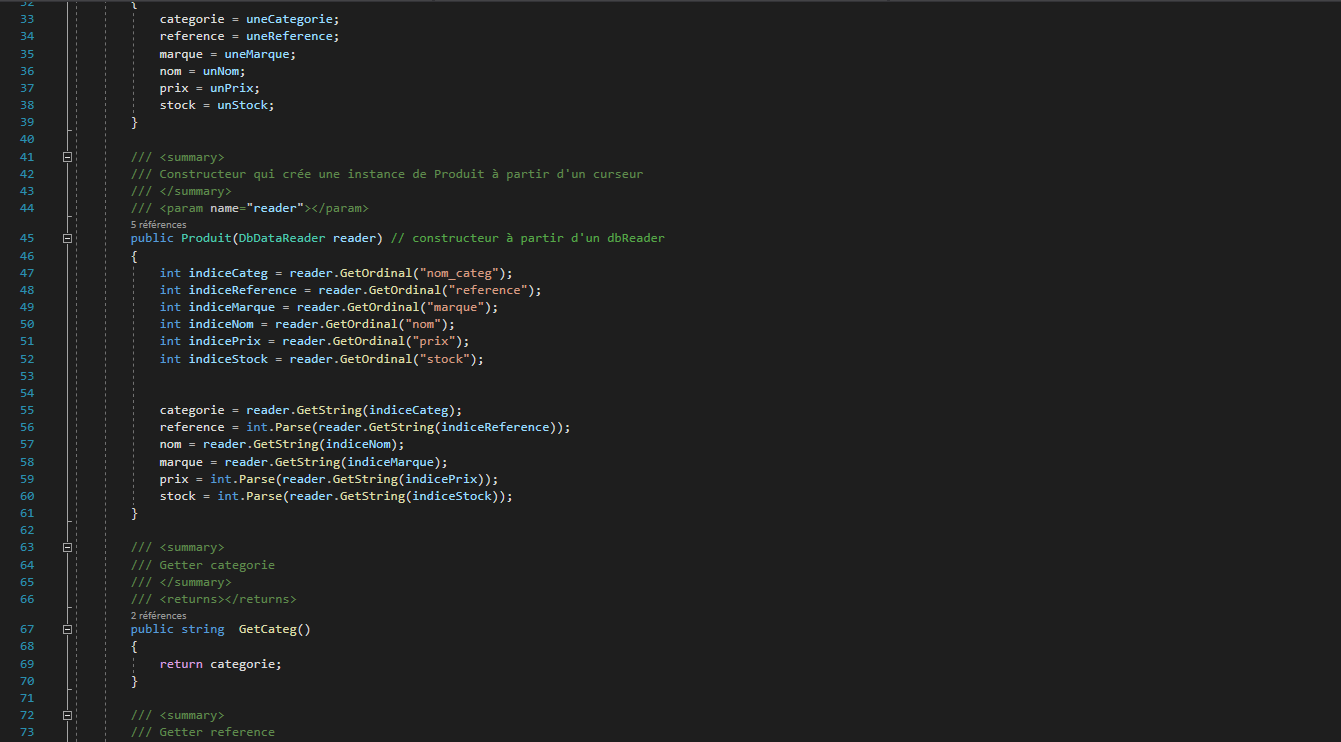 32 {
33 categorie = uneCategorie;
34 reference = uneReference;
35 marque = uneMarque;
36 nom = unNom;
37 prix = unPrix;
38 stock = unStock;
39 }
40
41 /// <summary>
42 /// Constructeur qui crée une instance de Produit à partir d'un curseur
43 /// </summary>
44 /// <param name="reader"></param>
5 références
45 public Produit(DbDataReader reader) // constructeur à partir d'un dbReader
46 {
47 int indiceCateg = reader.GetOrdinal("nom_categ");
48 int indiceReference = reader.GetOrdinal("reference");
49 int indiceMarque = reader.GetOrdinal("marque");
50 int indiceNom = reader.GetOrdinal("nom");
51 int indicePrix = reader.GetOrdinal("prix");
52 int indiceStock = reader.GetOrdinal("stock");
53
54
55 categorie = reader.GetString(indiceCateg);
56 reference = int.Parse(reader.GetString(indiceReference));
57 nom = reader.GetString(indiceNom);
58 marque = reader.GetString(indiceMarque);
59 prix = int.Parse(reader.GetString(indicePrix));
60 stock = int.Parse(reader.GetString(indiceStock));
61 }
62
63 /// <summary>
64 /// Getter categorie
65 /// </summary>
66 /// <returns></returns>
2 références
67 public string  GetCateg()
68 {
69 return categorie;
70 }
71
72 /// <summary>
73 /// Getter reference